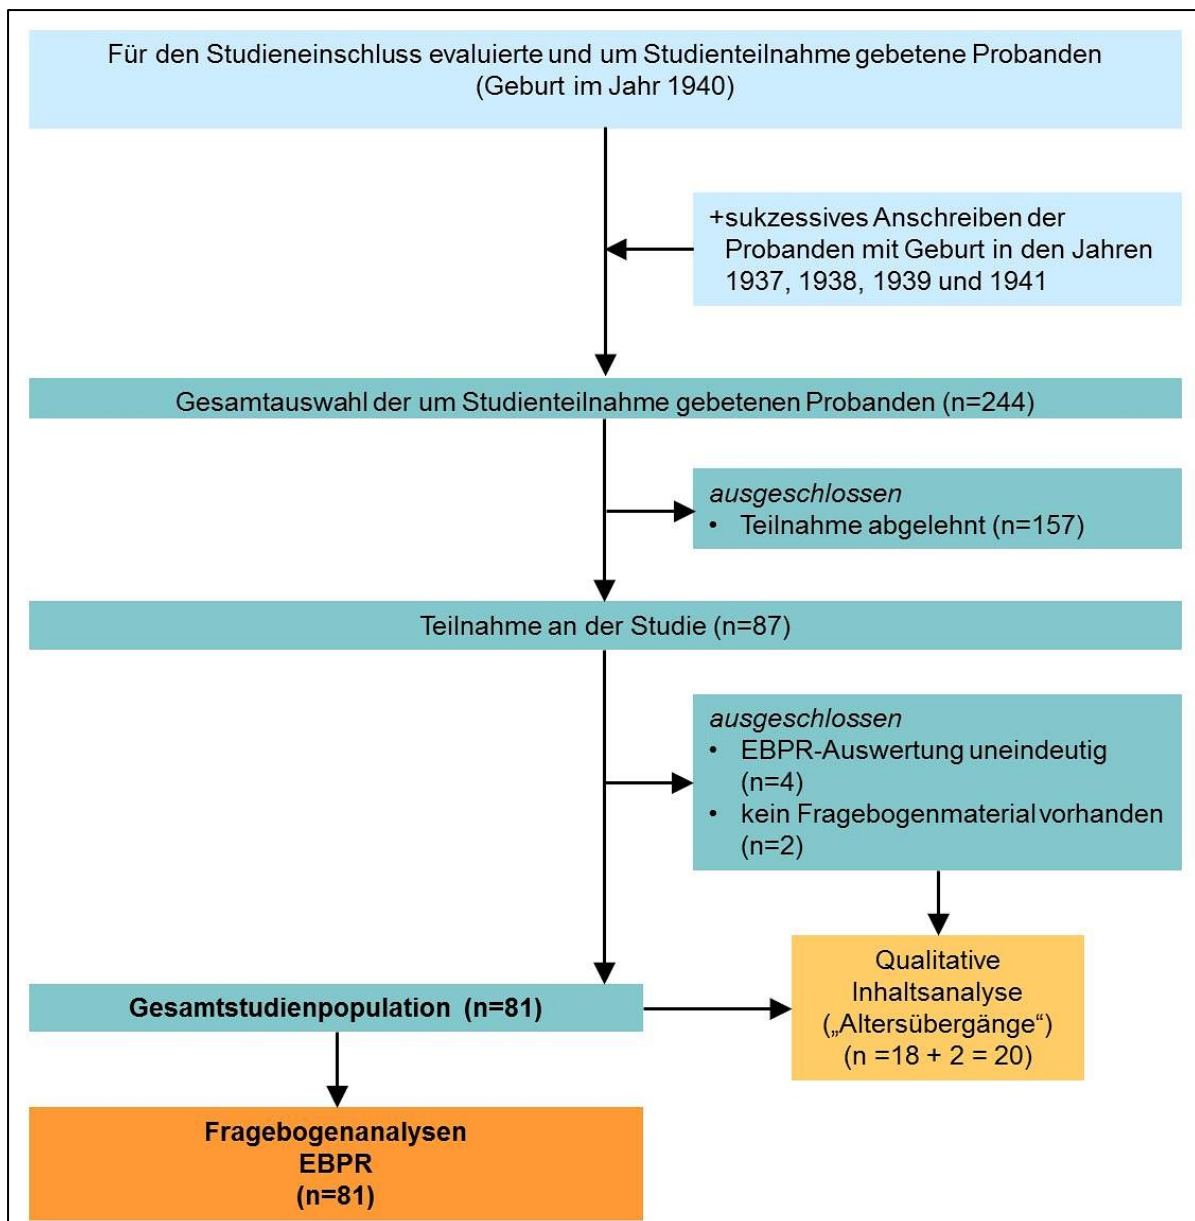 Für den Studieneinschluss evaluierte und um Studienteilnahme gebetene Probanden
(Geburt im Jahr 1940)
+sukzessives Anschreiben der
Probanden mit Geburt in den Jahren
1937, 1938, 1939 und 1941
Gesamtauswahl der um Studienteilnahme gebetenen Probanden (n=244)
ausgeschlossen
• Teilnahme abgelehnt (n=157)
Teilnahme an der Studie (n=87)
ausgeschlossen
• EBPR-Auswertung uneindeutig
(n=4)
• kein Fragebogenmaterial vorhanden
(n=2)
Qualitative
Inhaltsanalyse
(„Altersübergänge“)
(n =18 + 2 = 20)
Gesamtstudienpopulation (n=81)
Fragebogenanalysen
EBPR
(n=81)